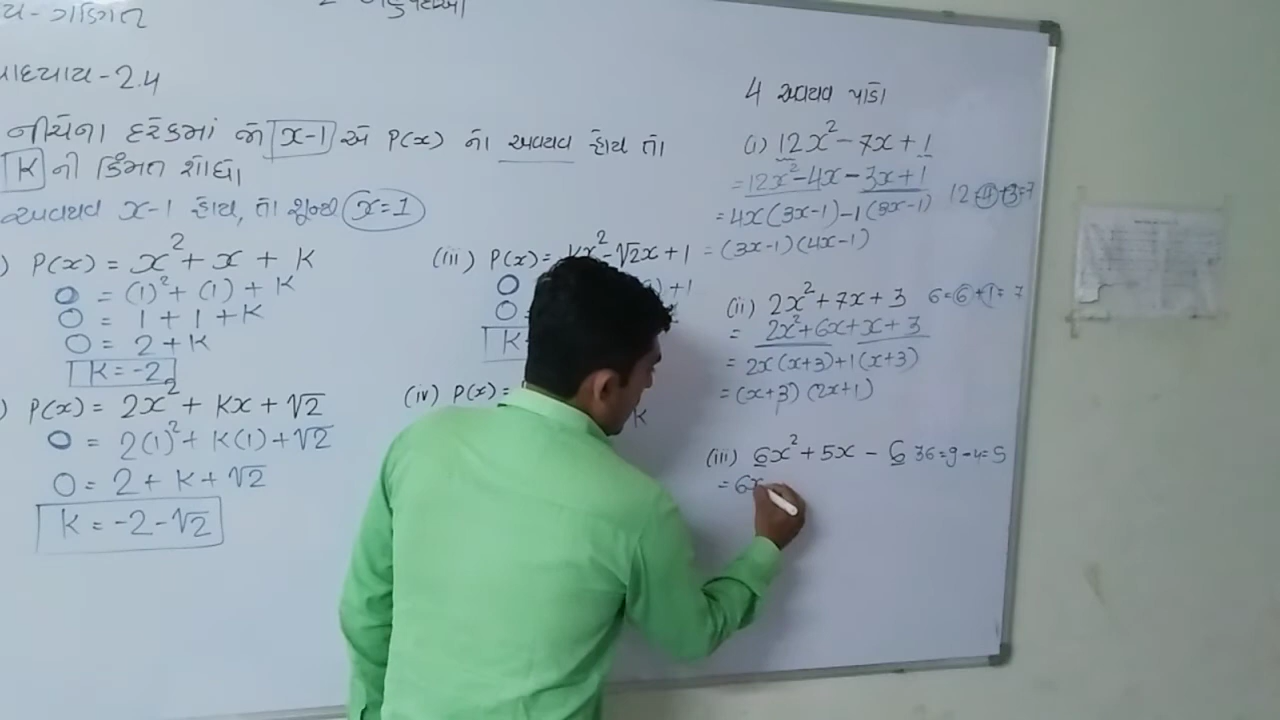 ગણિત
2.4
નીચેના દરેકમાં જો x-1 એ P(x) નો અવયવ હોય તો
K ની કિંમત શોધો
અવયવ x-1 હોય, તો શૂન્ય x=1
) P(x) = x² + x + K
0 = (1)² + (1) + K
0 = 1 + 1 + K
0 = 2 + K
K = -2
) P(x) = 2x² + Kx + √2
0 = 2(1)² + K(1) + √2
0 = 2 + K + √2
K = -2 - √2
(iii) P(x) = Kx² - √2x + 1
0
+1
0
K
(iv) P(x) =
K
4 અવયવ પાડો
(i) 12x² - 7x + 1
= 12x² - 4x - 3x + 1 12 = 4 + 3 = 7
= 4x(3x-1) - 1(3x-1)
= (3x-1)(4x-1)
(ii) 2x² + 7x + 3 6 = 6 + 1 = 7
= 2x² + 6x + x + 3
= 2x(x+3) + 1(x+3)
= (x+3)(2x+1)
(iii) 6x² + 5x - 6 36 = 9 - 4 = 5
= 6x